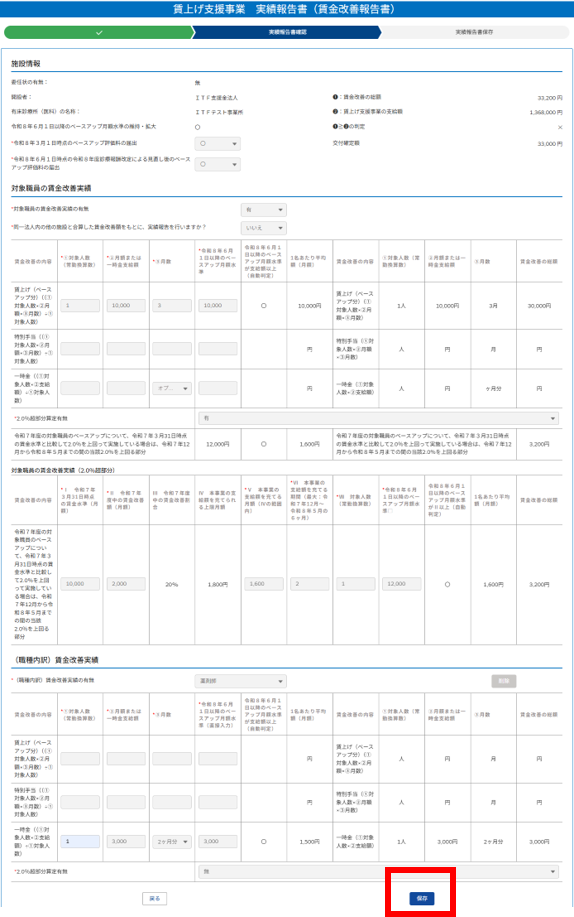 賃上げ支援事業　実績報告書（賃金改善報告書）
実績報告書確認
実績報告書保存
施設情報
委任状の有無： 無
開設者： ＩＴＦ支援金法人 ❶：賃金改善の総額 33,200 円
有床診療所（医科）の名称： ＩＴＦテスト事業所 ❷：賃上げ支援事業の支給額 1,368,000 円
令和８年６月１日以降のベースアップ月額水準の維持・拡大 〇 ❶≧❷の判定 ×
*令和８年３月１日時点のベースアップ評価料の届出 〇 交付確定額 33,000 円
*令和８年６月１日時点の令和８年度診療報酬改定による見直し後のベース
アップ評価料の届出 〇
対象職員の賃金改善実績
*対象職員の賃金改善実績の有無 有
*同一法人内の他の施設と合算した賃金改善額をもとに、実績報告を行いますか？ いいえ
賃金改善の内容
*①対象人数
（常勤換算数）
*②月額または
一時金支給額
*③月数
*令和８年６月
１日以降のベー
スアップ月額水
準
令和８年６月１
日以降のベース
アップ月額水準
が支給額以上
（自動判定）
1名あたり平均
額（月額）
賃金改善の内容
①対象人数（常
勤換算数）
②月額または一
時金支給額
③月数
賃金改善の総額
賃上げ（ベース
アップ分）（(①
対象人数×②月
額×③月数）÷①
対象人数）
1
10,000
3
10,000
〇
10,000円
賃上げ（ベース
アップ分）（①
対象人数×②月
額×③月数）
1人
10,000円
3月
30,000円
特別手当（(①
対象人数×②月
額×③月数）÷①
対象人数）
円
特別手当（①対
象人数×②月額
×③月数）
人
円
月
円
一時金（(①対
象人数×②支給
額）÷①対象人
数）
オプ...
円
一時金（①対象
人数×②支給額）
人
円
ヶ月分
円
*2.0%超部分算定有無 有
令和７年度の対象職員のベースアップについて、令和７年３月31日時点
の賃金水準と比較して2.0%を上回って実施している場合は、令和７年12
月から令和８年５月までの間の当該2.0%を上回る部分
12,000円
〇
1,600円
令和７年度の対象職員のベースアップについて、令和７年３月31日時点
の賃金水準と比較して2.0%を上回って実施している場合は、令和７年12
月から令和８年５月までの間の当該2.0%を上回る部分
3,200円
対象職員の賃金改善実績（2.0%超部分）
賃金改善の内容
*Ⅰ　令和７年
３月31日時点
の賃金水準（月
額）
*Ⅱ　令和７年
度中の賃金改善
額（月額）
Ⅲ　令和７年度
中の賃金改善割
合
Ⅳ　本事業の支
給額を充てられ
る上限月額
*Ⅴ　本事業の
支給額を充てる
月額（Ⅳの範囲
内）
*Ⅵ　本事業の
支給額を充てる
期間（最大：令
和７年12月～
令和８年５月の
６ヶ月）
*Ⅶ　対象人数
（常勤換算数）
*令和８年６月
１日以降のベー
スアップ月額水
準
令和８年６月１
日以降のベース
アップ月額水準
がⅡ以上（自動
判定）
1名あたり平均
額（月額）
賃金改善の総額
令和７年度の対
象職員のベース
アップについ
て、令和７年３
月31日時点の賃
金水準と比較し
て2.0%を上回
って実施してい
る場合は、令和
７年12月から令
和８年５月まで
の間の当該
2.0%を上回る
部分
10,000
2,000
20%
1,800円
1,600
2
1
12,000
〇
1,600円
3,200円
（職種内訳）賃金改善実績
*（職種内訳）賃金改善実績の有無 薬剤師 削除
賃金改善の内容
*①対象人数
（常勤換算数）
*②月額または
一時金支給額
*③月数
*令和８年６月
１日以降のベー
スアップ月額水
準（直接入力）
令和８年６月１
日以降のベース
アップ月額水準
が支給額以上
（自動判定）
1名あたり平均
額（月額）
賃金改善の内容
①対象人数（常
勤換算数）
②月額または一
時金支給額
③月数
賃金改善の総額
賃上げ（ベース
アップ分）（(①
対象人数×②月
額×③月数）÷①
対象人数）
円
賃上げ（ベース
アップ分）（①
対象人数×②月
額×③月数）
人
円
月
円
特別手当（(①
対象人数×②月
額×③月数）÷①
対象人数）
円
特別手当（①対
象人数×②月額
×③月数）
人
円
月
円
一時金（(①対
象人数×②支給
額）÷①対象人
数）
1
3,000
2ヶ月分
3,000
〇
1,500円
一時金（①対象
人数×②支給額）
1人
3,000円
2ヶ月分
3,000円
*2.0%超部分算定有無 無
戻る 保存